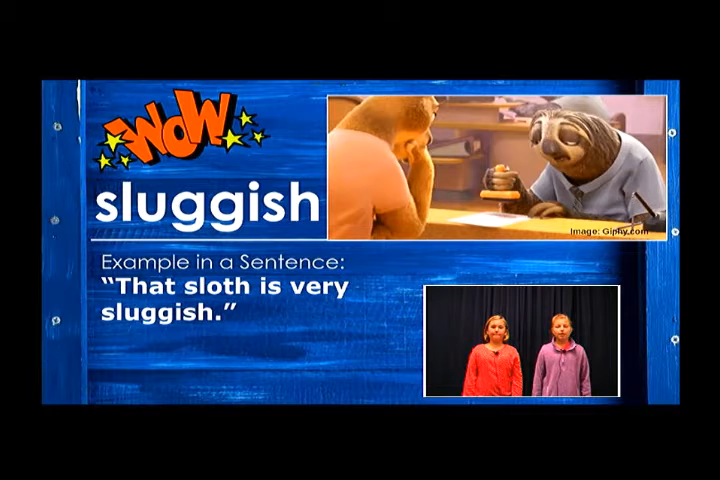 WOW
sluggish
Image: Giphy.com
Example in a Sentence:
“That sloth is very
sluggish.”